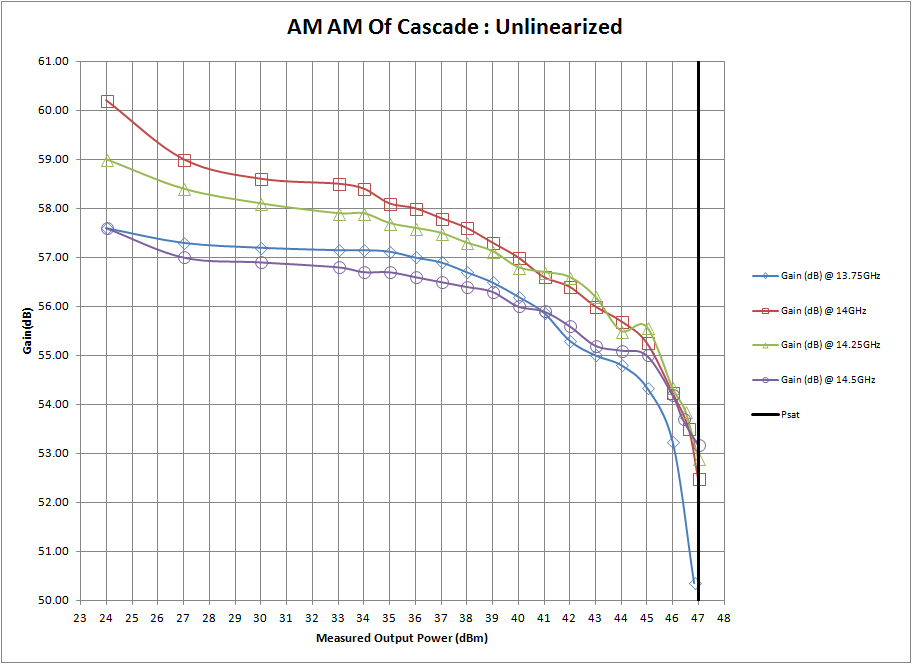 AM AM Of Cascade : Unlinearized
61.00
60.00
59.00
58.00
57.00
56.00
55.00
54.00
53.00
52.00
51.00
50.00
Gain(dB)
23 24 25 26 27 28 29 30 31 32 33 34 35 36 37 38 39 40 41 42 43 44 45 46 47 48
Measured Output Power (dBm)
Gain (dB) @ 13.75GHz
Gain (dB) @ 14GHz
Gain (dB) @ 14.25GHz
Gain (dB) @ 14.5GHz
Psat